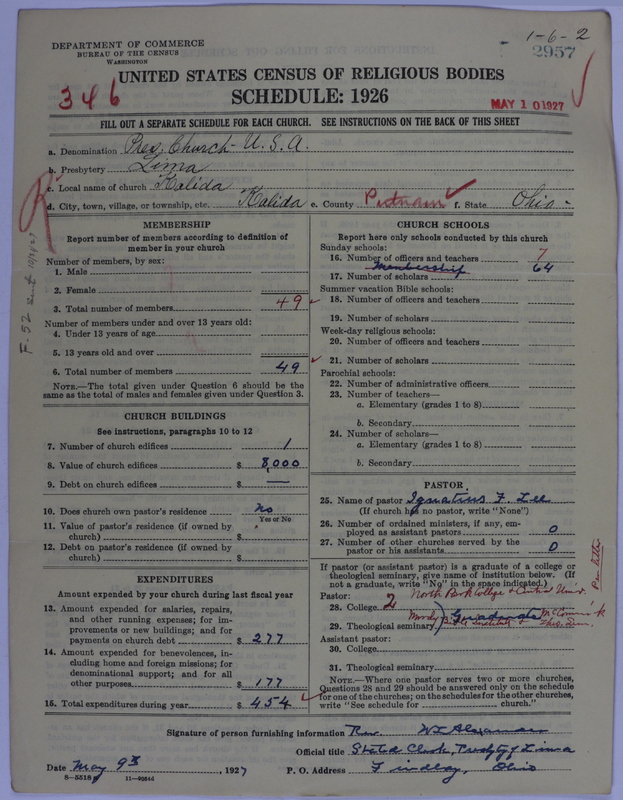 DEPARTMENT OF COMMERCE
BUREAU OF THE CENSUS
WASHINGTON
1-6-2
2957
UNITED STATES CENSUS OF RELIGIOUS BODIES
346
SCHEDULE: 1926
MAY 10 1927
FILL OUT A SEPARATE SCHEDULE FOR EACH CHURCH. SEE INSTRUCTIONS ON THE BACK OF THIS SHEET
a. Denomination Pres. Church - U.S.A.
b. Presbytery Lima
c. Local name of church Kalida
d. City, town, village, or township, etc. Kalida e. County Putnam f. State Ohio -
MEMBERSHIP
Report number of members according to definition of member in your church
Number of members, by sex:
1. Male
2. Female
3. Total number of members 49
Number of members under and over 13 years old:
4. Under 13 years of age
5. 13 years old and over
6. Total number of members 49
NOTE.—The total given under Question 6 should be the
same as the total of males and females given under Question 3.
CHURCH BUILDINGS
See instructions, paragraphs 10 to 12
7. Number of church edifices 1
8. Value of church edifices $ 8,000
9. Debt on church edifices $ —
10. Does church own pastor's residence No
Yes or No
11. Value of pastor's residence (if owned by
church) $
12. Debt on pastor's residence (if owned by
church) $
EXPENDITURES
Amount expended by your church during last fiscal year
13. Amount expended for salaries, repairs,
and other running expenses; for im-
provements or new buildings; and for
payments on church debt $ 277
14. Amount expended for benevolences, in-
cluding home and foreign missions; for
denominational support; and for all
other purposes $ 177
15. Total expenditures during year $ 454
CHURCH SCHOOLS
Report here only schools conducted by this church
Sunday schools:
16. Number of officers and teachers 7
Membership
17. Number of scholars 64
Summer vacation Bible schools:
18. Number of officers and teachers
19. Number of scholars
Week-day religious schools:
20. Number of officers and teachers
21. Number of scholars
Parochial schools:
22. Number of administrative officers
23. Number of teachers—
a. Elementary (grades 1 to 8)
b. Secondary
24. Number of scholars—
a. Elementary (grades 1 to 8)
b. Secondary
PASTOR
25. Name of pastor Ignatius F. Lee
(If church has no pastor, write "None")
26. Number of ordained ministers, if any, em-
ployed as assistant pastors 0
27. Number of other churches served by the
pastor or his assistants 0
If pastor (or assistant pastor) is a graduate of a college or
theological seminary, give name of institution below. (If
not a graduate, write "No" in the space indicated.)
Pastor: North Park College &
28. College 2
Graduate
29. Theological seminary Moody Bible Institute & McCormick Theo. Sem.
Per letter
Assistant pastor:
30. College
31. Theological seminary
NOTE.—Where one pastor serves two or more churches,
Questions 28 and 29 should be answered only on the schedule
for one of the churches; on the schedules for the other churches,
write "See schedule for church."
Signature of person furnishing information Rev. W I Alexander
Official title Stated Clerk, Presbyty of Lima
Date May 9th, 1927 P. O. Address Findlay, Ohio